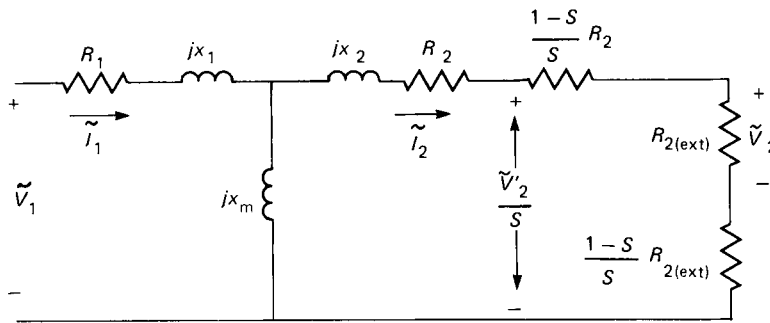 R₁
jx₁
jx₂
R₂
1−S
S
R₂
+
Ĩ₁
+
Ĩ₂
+
R₂₍ext₎
Ṽ₂
−
Ṽ₁
jxₘ
Ṽ'₂
S
1−S
S
R₂₍ext₎
−
−